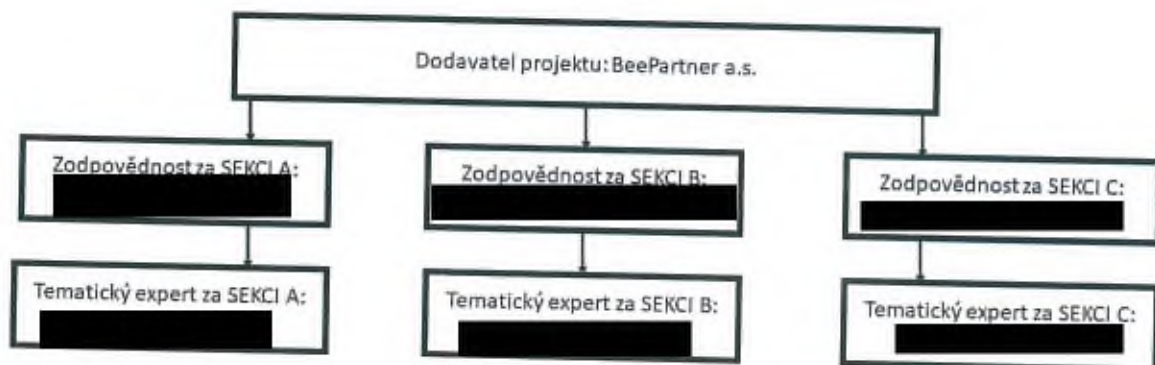 Dodavatel projektu: BeePartner a.s.
Zodpovědnost za SEKCI A:
Zodpovědnost za SEKCI B:
Zodpovědnost za SEKCI C:
Tematický expert za SEKCI A:
Tematický expert za SEKCI B:
Tematický expert za SEKCI C: